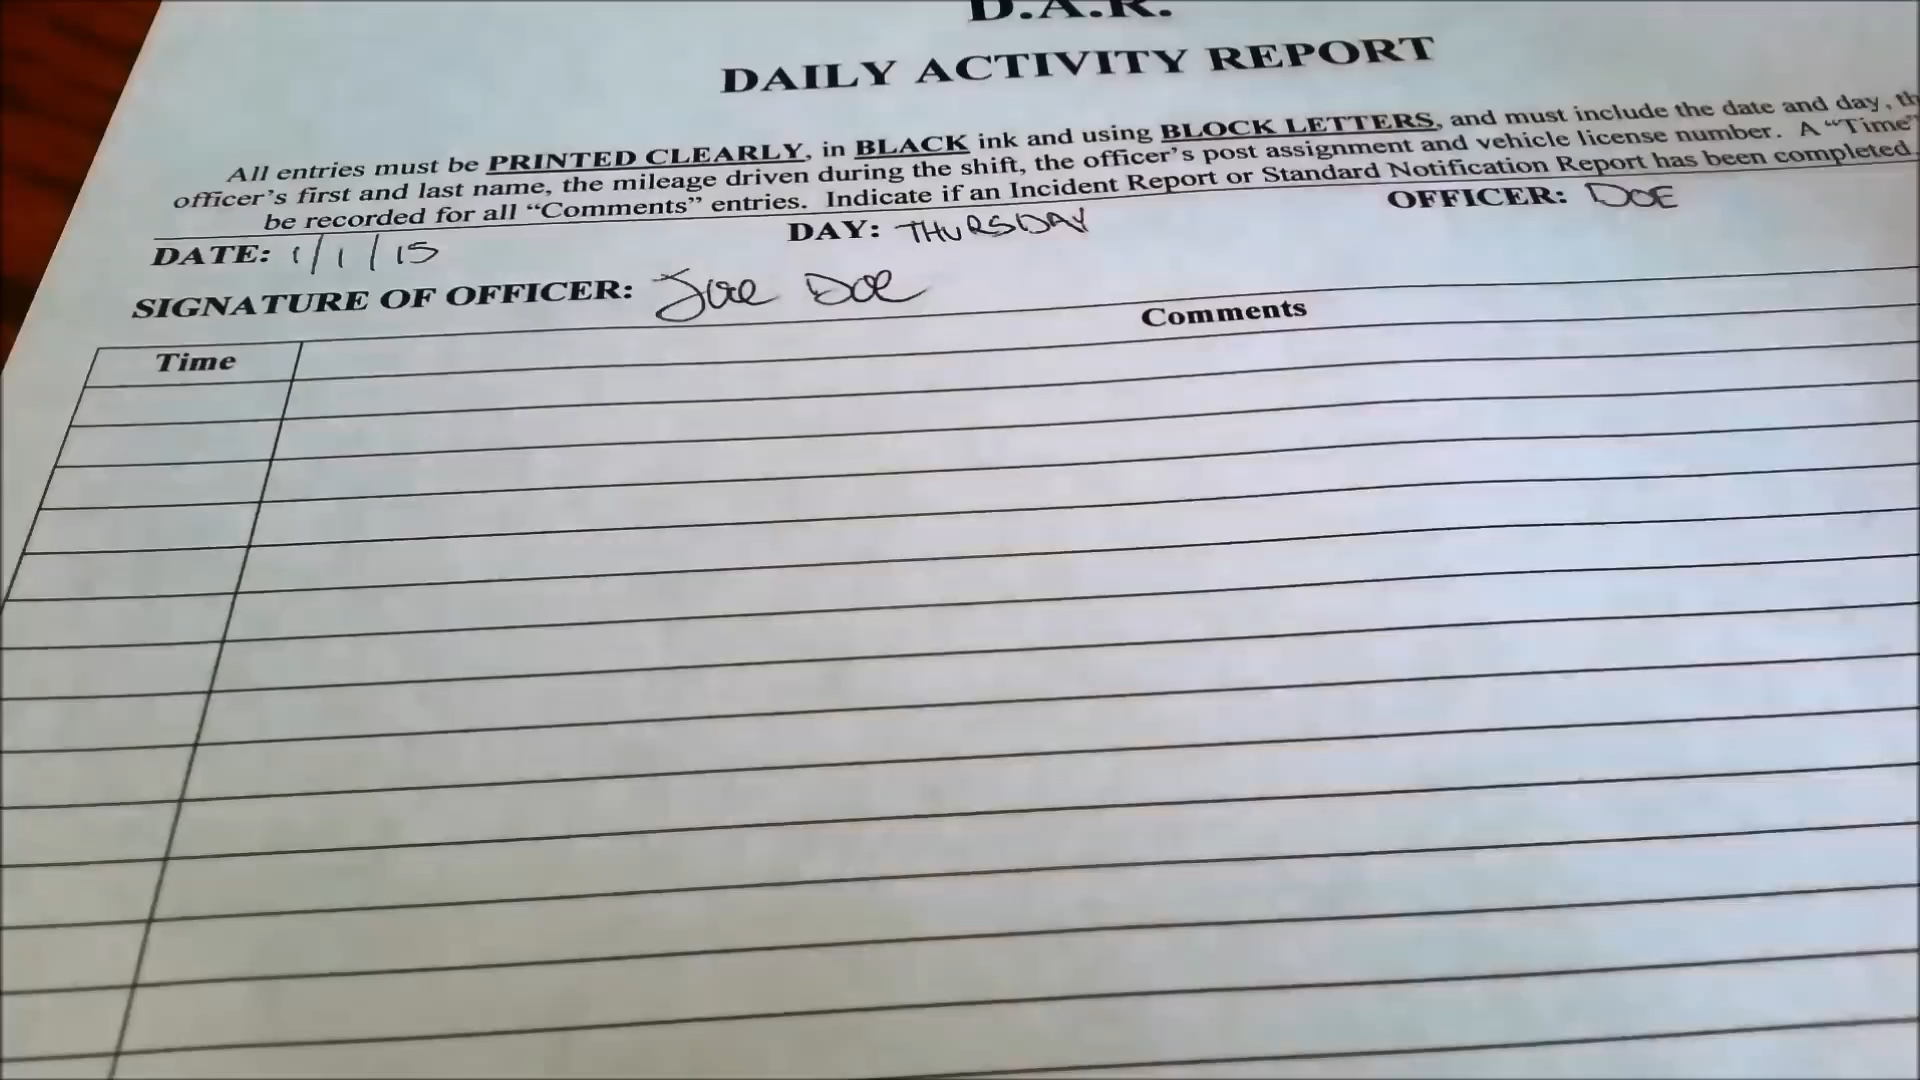 D.A.R.
DAILY ACTIVITY REPORT
All entries must be PRINTED CLEARLY, in BLACK ink and using BLOCK LETTERS, and must include the date and day, th
officer's first and last name, the mileage driven during the shift, the officer's post assignment and vehicle license number. A "Time"
be recorded for all "Comments" entries. Indicate if an Incident Report or Standard Notification Report has been completed.
DATE: 1/1/15 DAY: THURSDAY OFFICER: DOE
SIGNATURE OF OFFICER: Joe Doe
Time Comments